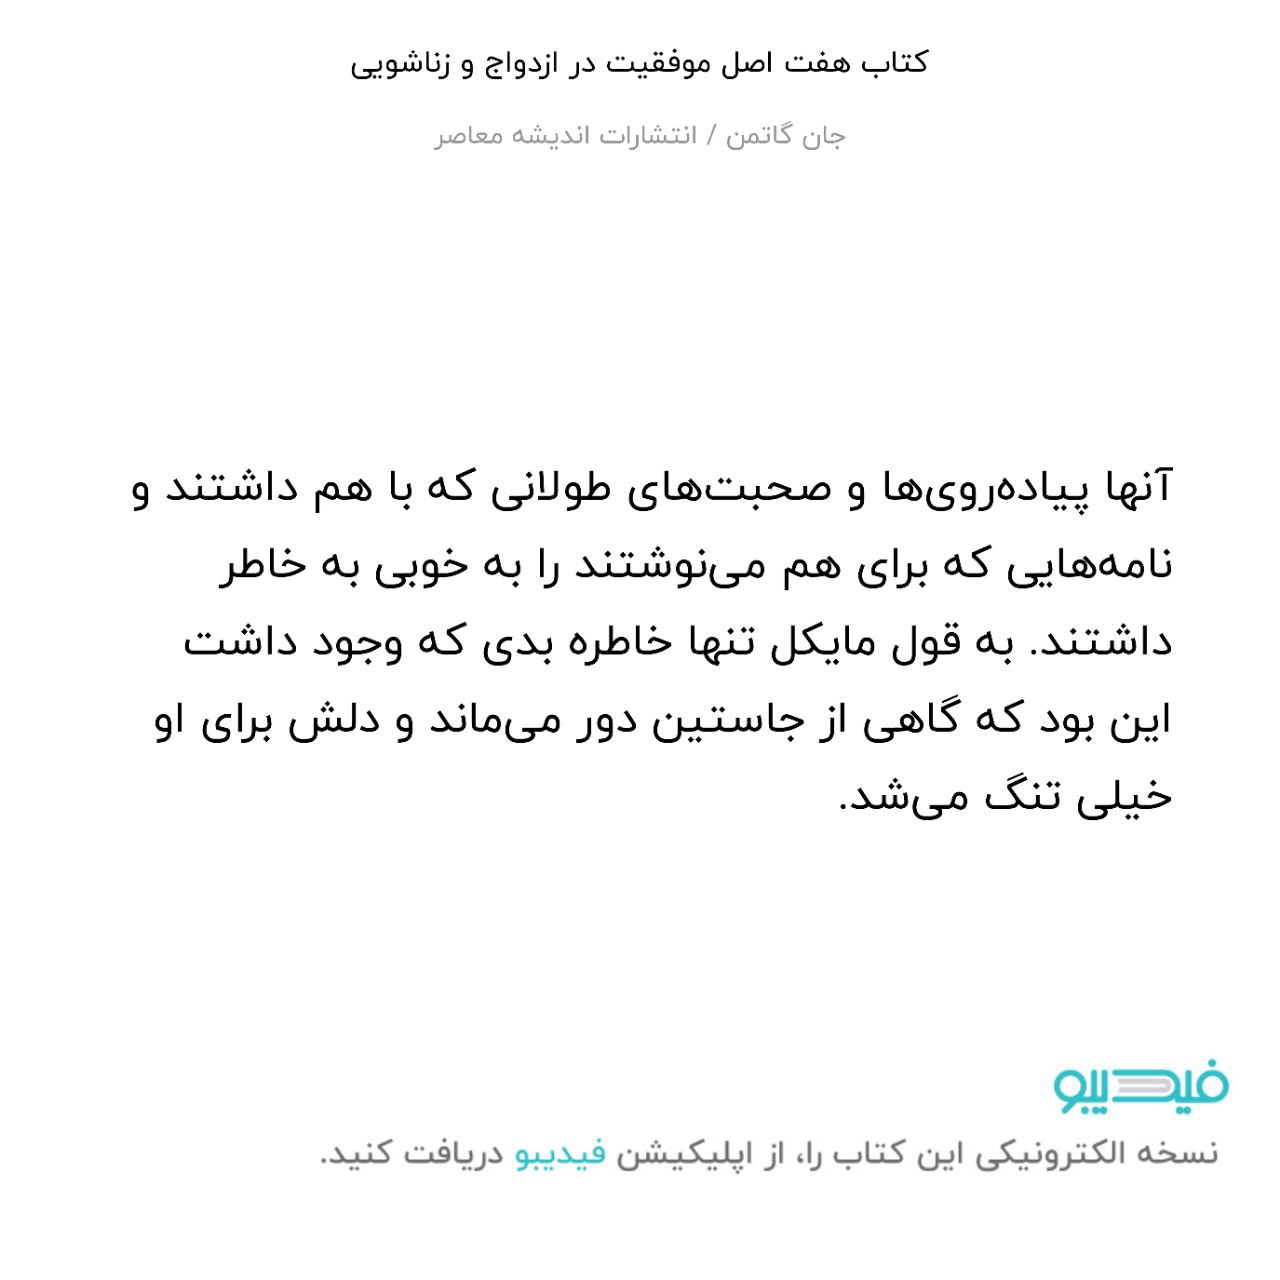 کتاب هفت اصل موفقیت در ازدواج و زناشویی
جان گاتمن / انتشارات اندیشه معاصر
آنها پیاده‌روی‌ها و صحبت‌های طولانی که با هم داشتند و
نامه‌هایی که برای هم می‌نوشتند را به خوبی به خاطر
داشتند. به قول مایکل تنها خاطره بدی که وجود داشت
این بود که گاهی از جاستین دور می‌ماند و دلش برای او
خیلی تنگ می‌شد.
فیدیبو
نسخه الکترونیکی این کتاب را، از اپلیکیشن فیدیبو دریافت کنید.